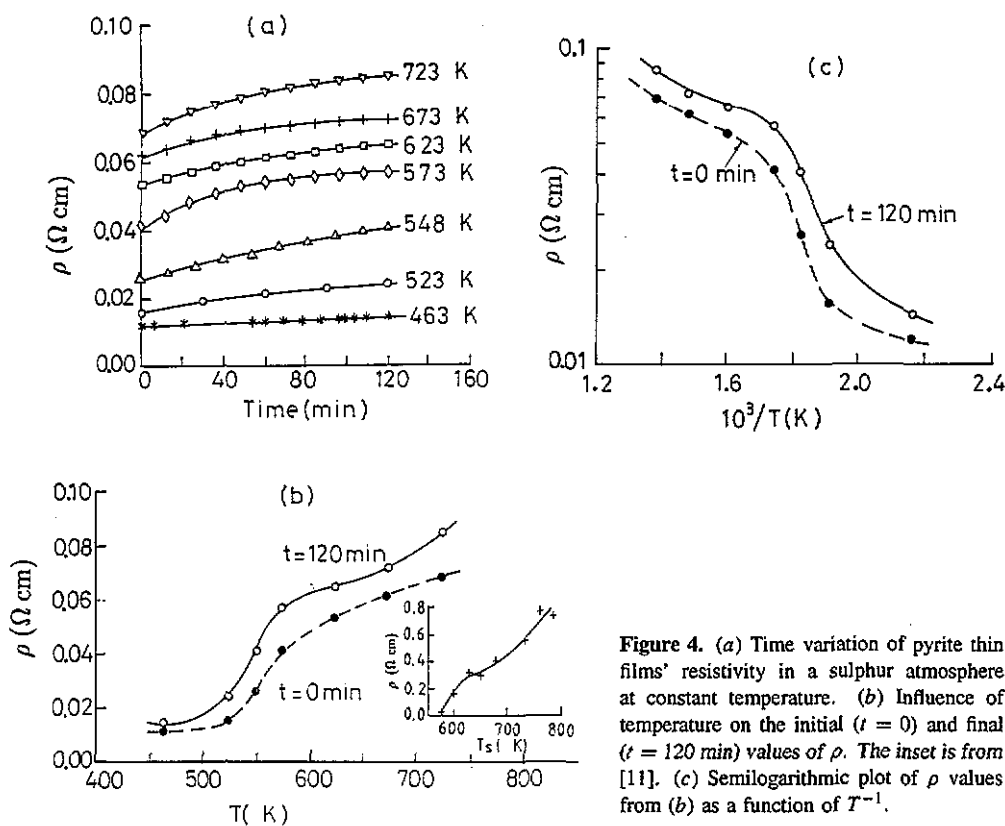 (a)
0.10
0.08
0.06
0.04
0.02
0.00
ρ (Ω cm)
723 K
673 K
623 K
573 K
548 K
523 K
463 K
0 40 80 120 160
Time(min)
(c)
0.1
0.01
ρ (Ω cm)
t=0 min
t=120 min
1.2 1.6 2.0 2.4
10³/T(K)
(b)
0.10
0.08
0.06
0.04
0.02
0.00
ρ (Ω cm)
t=120min
t=0min
400 500 600 700 800
T( K)
0.8
0.6
0.4
0.2
0.0
ρ (Ω cm)
600 700 800
Ts( K)
Figure 4. (a) Time variation of pyrite thin
films' resistivity in a sulphur atmosphere
at constant temperature. (b) Influence of
temperature on the initial (t = 0) and final
(t = 120 min) values of ρ. The inset is from
[11]. (c) Semilogarithmic plot of ρ values
from (b) as a function of T⁻¹.